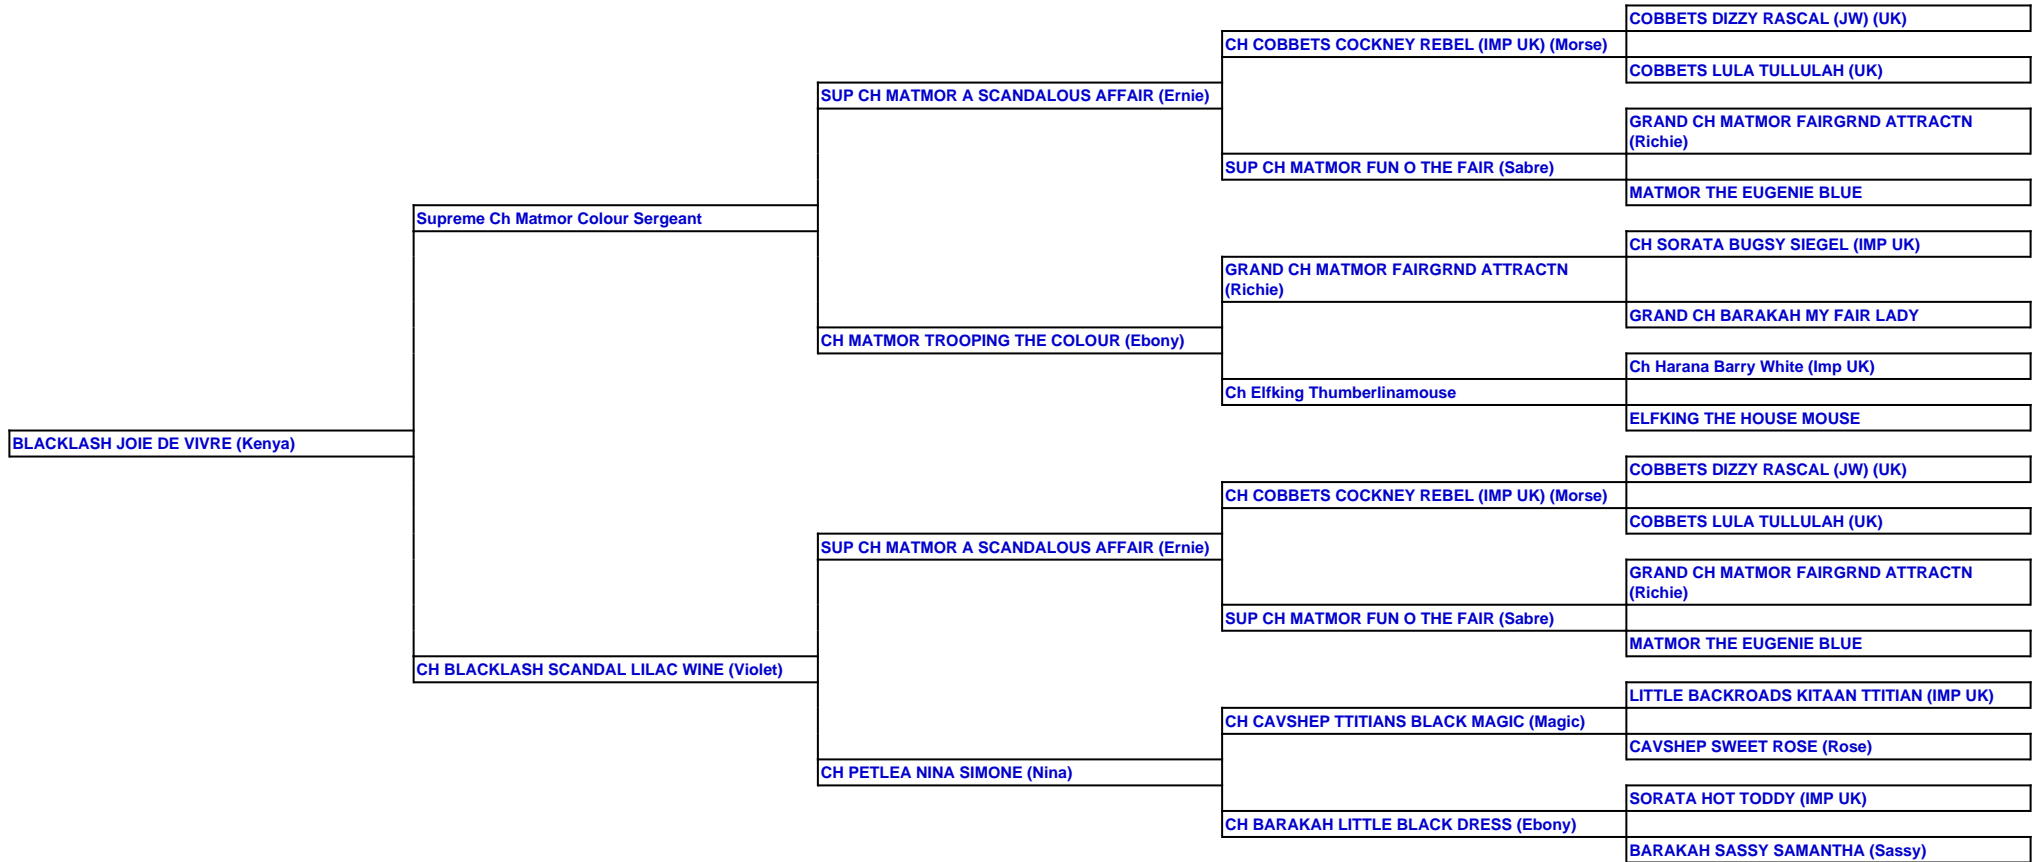 COBBETS DIZZY RASCAL (JW) (UK)
CH COBBETS COCKNEY REBEL (IMP UK) (Morse)
COBBETS LULA TULLULAH (UK)
SUP CH MATMOR A SCANDALOUS AFFAIR (Ernie)
GRAND CH MATMOR FAIRGRND ATTRACTN
(Richie)
SUP CH MATMOR FUN O THE FAIR (Sabre)
MATMOR THE EUGENIE BLUE
Supreme Ch Matmor Colour Sergeant
CH SORATA BUGSY SIEGEL (IMP UK)
GRAND CH MATMOR FAIRGRND ATTRACTN
(Richie)
GRAND CH BARAKAH MY FAIR LADY
CH MATMOR TROOPING THE COLOUR (Ebony)
Ch Harana Barry White (Imp UK)
Ch Elfking Thumberlinamouse
ELFKING THE HOUSE MOUSE
BLACKLASH JOIE DE VIVRE (Kenya)
COBBETS DIZZY RASCAL (JW) (UK)
CH COBBETS COCKNEY REBEL (IMP UK) (Morse)
COBBETS LULA TULLULAH (UK)
SUP CH MATMOR A SCANDALOUS AFFAIR (Ernie)
GRAND CH MATMOR FAIRGRND ATTRACTN
(Richie)
SUP CH MATMOR FUN O THE FAIR (Sabre)
MATMOR THE EUGENIE BLUE
CH BLACKLASH SCANDAL LILAC WINE (Violet)
LITTLE BACKROADS KITAAN TTITIAN (IMP UK)
CH CAVSHEP TTITIANS BLACK MAGIC (Magic)
CAVSHEP SWEET ROSE (Rose)
CH PETLEA NINA SIMONE (Nina)
SORATA HOT TODDY (IMP UK)
CH BARAKAH LITTLE BLACK DRESS (Ebony)
BARAKAH SASSY SAMANTHA (Sassy)